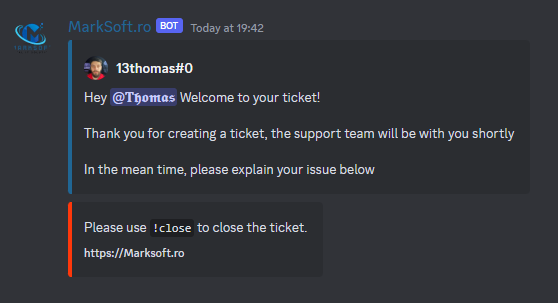 MarkSoft.ro BOT Today at 19:42
13thomas#0
Hey @𝕿𝖍𝖔𝖒𝖆𝖘 Welcome to your ticket!
Thank you for creating a ticket, the support team will be with you shortly
In the mean time, please explain your issue below
Please use !close to close the ticket.
https://Marksoft.ro